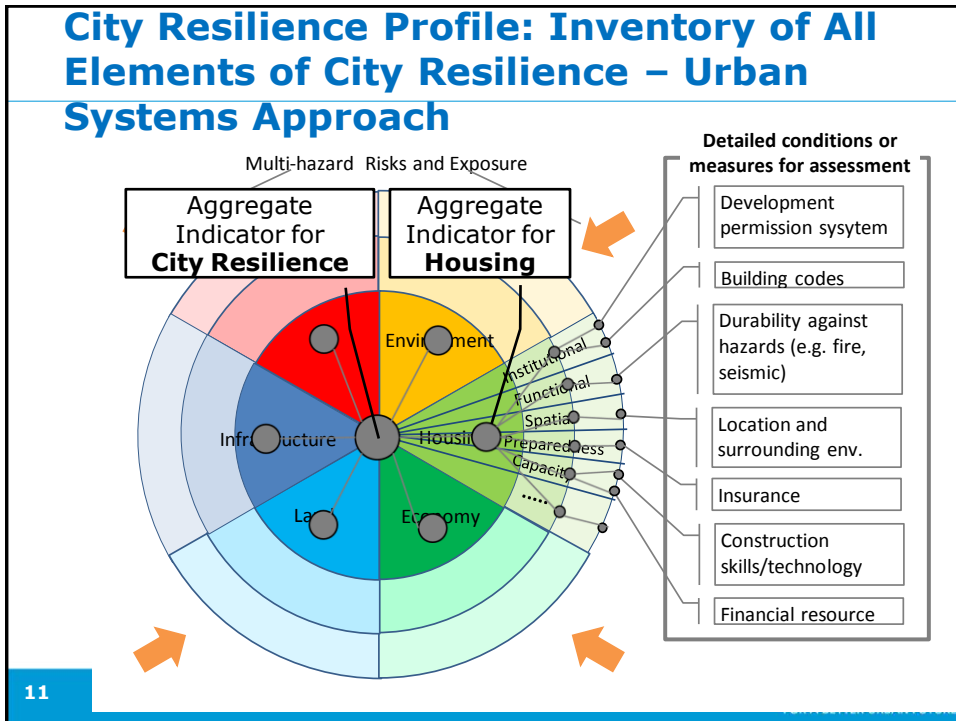 City Resilience Profile: Inventory of All
Elements of City Resilience – Urban
Systems Approach
Multi-hazard Risks and Exposure
Aggregate
Indicator for
City Resilience
Aggregate
Indicator for
Housing
Environment
Infrastructure
Housing
Land
Economy
Institutional
Functional
Spatial
Preparedness
Capacity
.....
Detailed conditions or
measures for assessment
Development
permission sysytem
Building codes
Durability against
hazards (e.g. fire,
seismic)
Location and
surrounding env.
Insurance
Construction
skills/technology
Financial resource
11